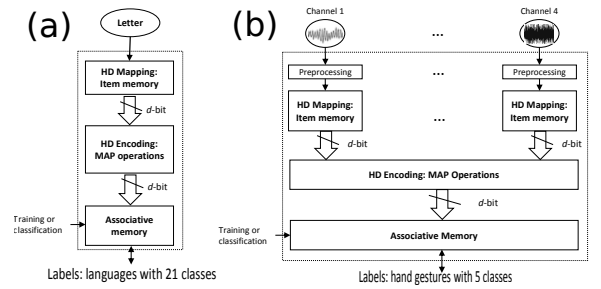 (a)
Letter
HD Mapping:
Item memory
d-bit
HD Encoding:
MAP operations
d-bit
Training or
classification
Associative
memory
Labels: languages with 21 classes
(b)
Channel 1
...
Channel 4
Preprocessing
...
Preprocessing
HD Mapping:
Item memory
...
HD Mapping:
Item memory
d-bit
d-bit
HD Encoding: MAP Operations
d-bit
Training or
classification
Associative Memory
Labels: hand gestures with 5 classes